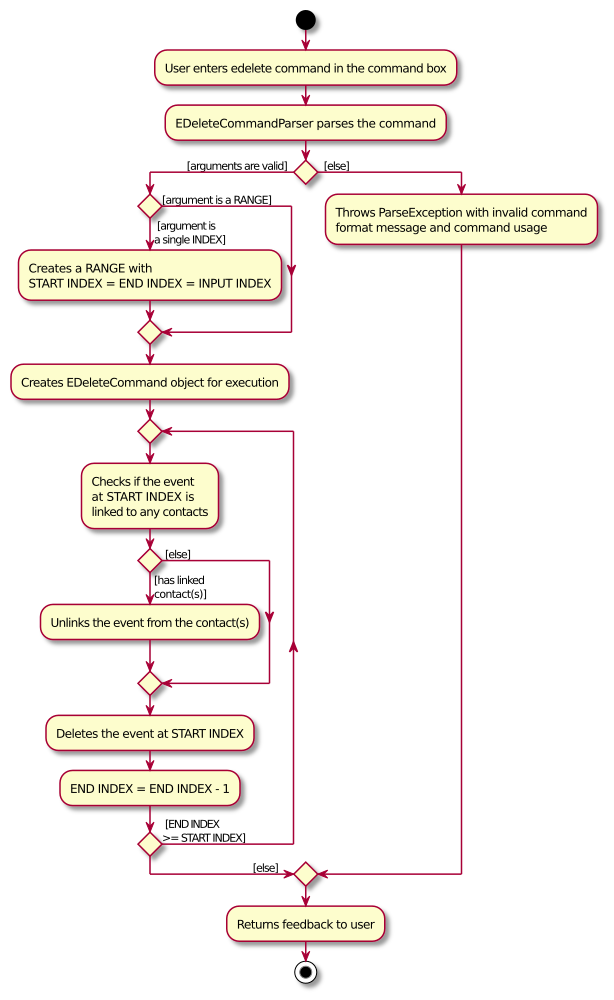 User enters edelete command in the command box
EDeleteCommandParser parses the command
[arguments are valid]
[else]
[argument is a RANGE]
[argument is
a single INDEX]
Throws ParseException with invalid command
format message and command usage
Creates a RANGE with
START INDEX = END INDEX = INPUT INDEX
Creates EDeleteCommand object for execution
Checks if the event
at START INDEX is
linked to any contacts
[else]
[has linked
contact(s)]
Unlinks the event from the contact(s)
Deletes the event at START INDEX
END INDEX = END INDEX - 1
[END INDEX
>= START INDEX]
[else]
Returns feedback to user